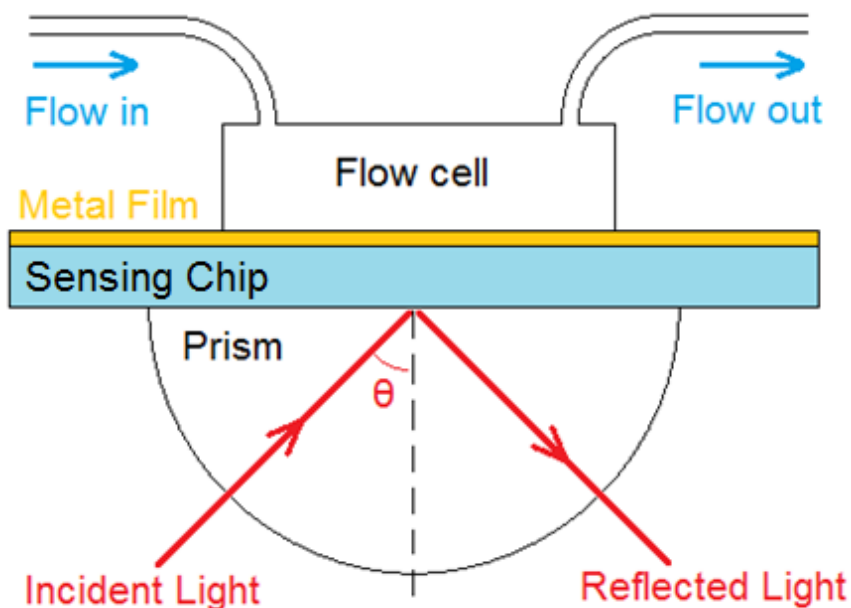 Flow in
Flow out
Flow cell
Metal Film
Sensing Chip
Prism
θ
Incident Light
Reflected Light